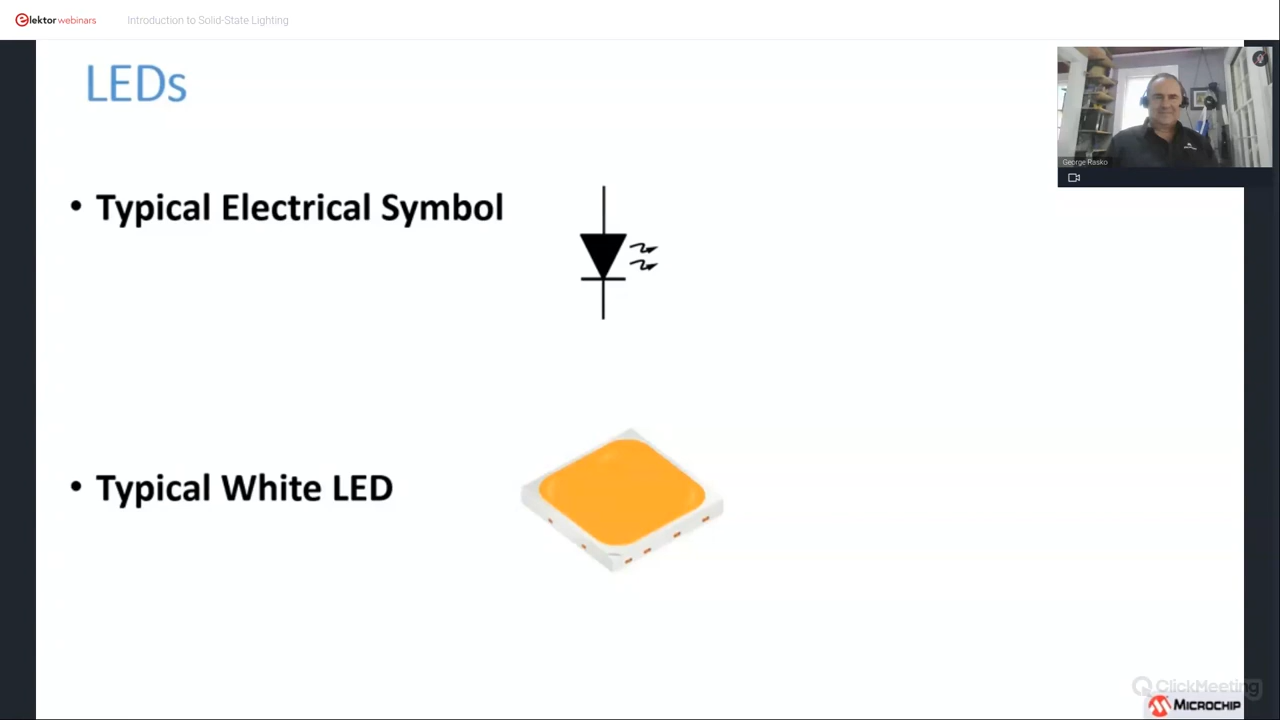 elektor webinars
Introduction to Solid-State Lighting
LEDs
George Rasko
• Typical Electrical Symbol
• Typical White LED
ClickMeeting
MICROCHIP